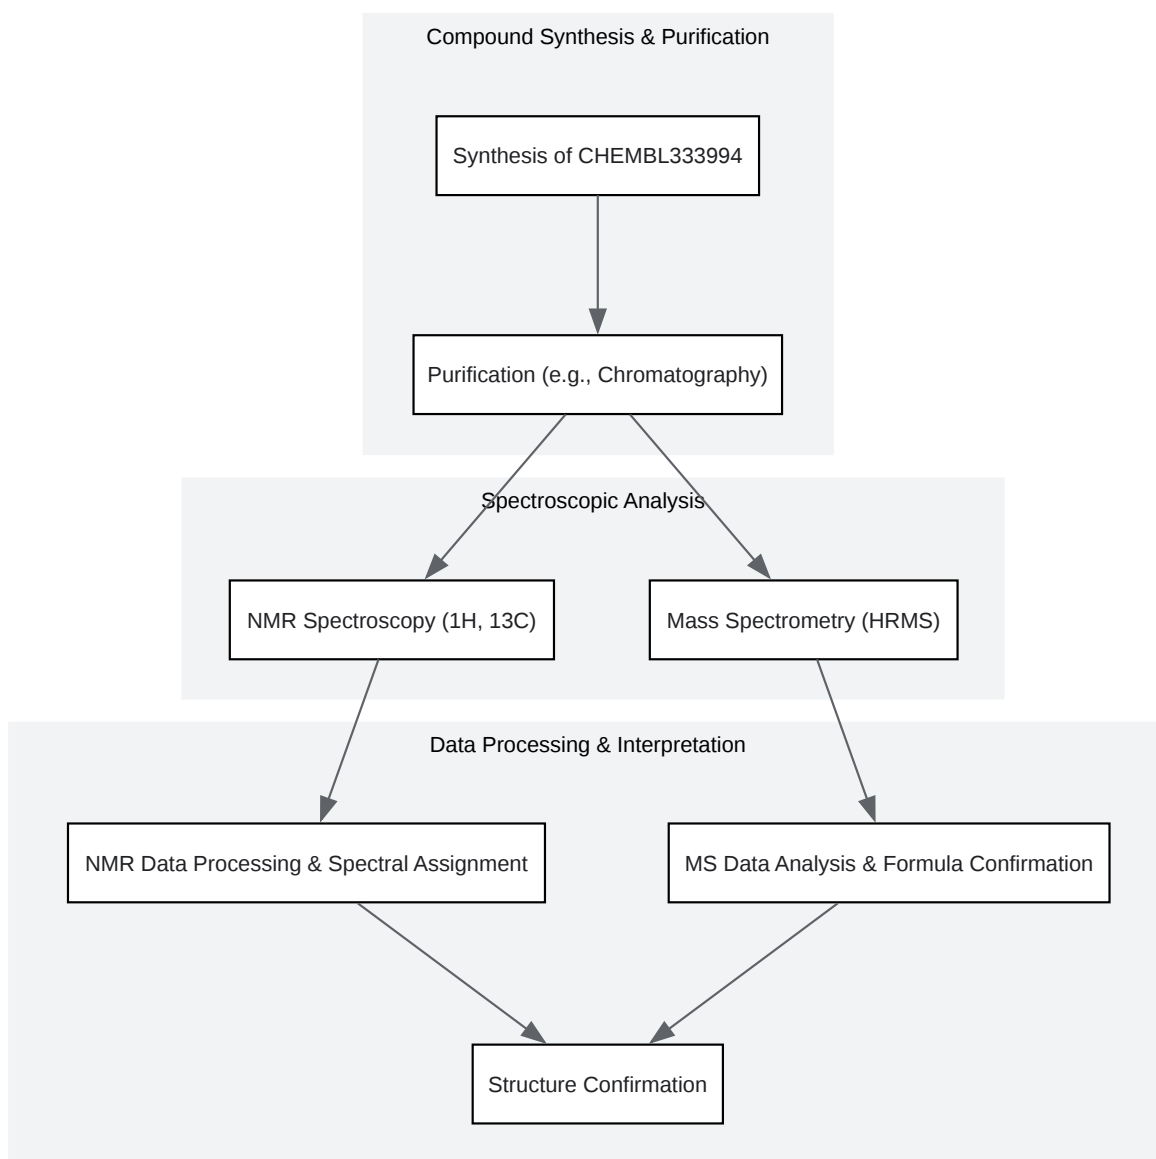 Compound Synthesis & Purification
Synthesis of CHEMBL333994
Purification (e.g., Chromatography)
Spectroscopic Analysis
NMR Spectroscopy (1H, 13C)
Mass Spectrometry (HRMS)
Data Processing & Interpretation
NMR Data Processing & Spectral Assignment
MS Data Analysis & Formula Confirmation
Structure Confirmation